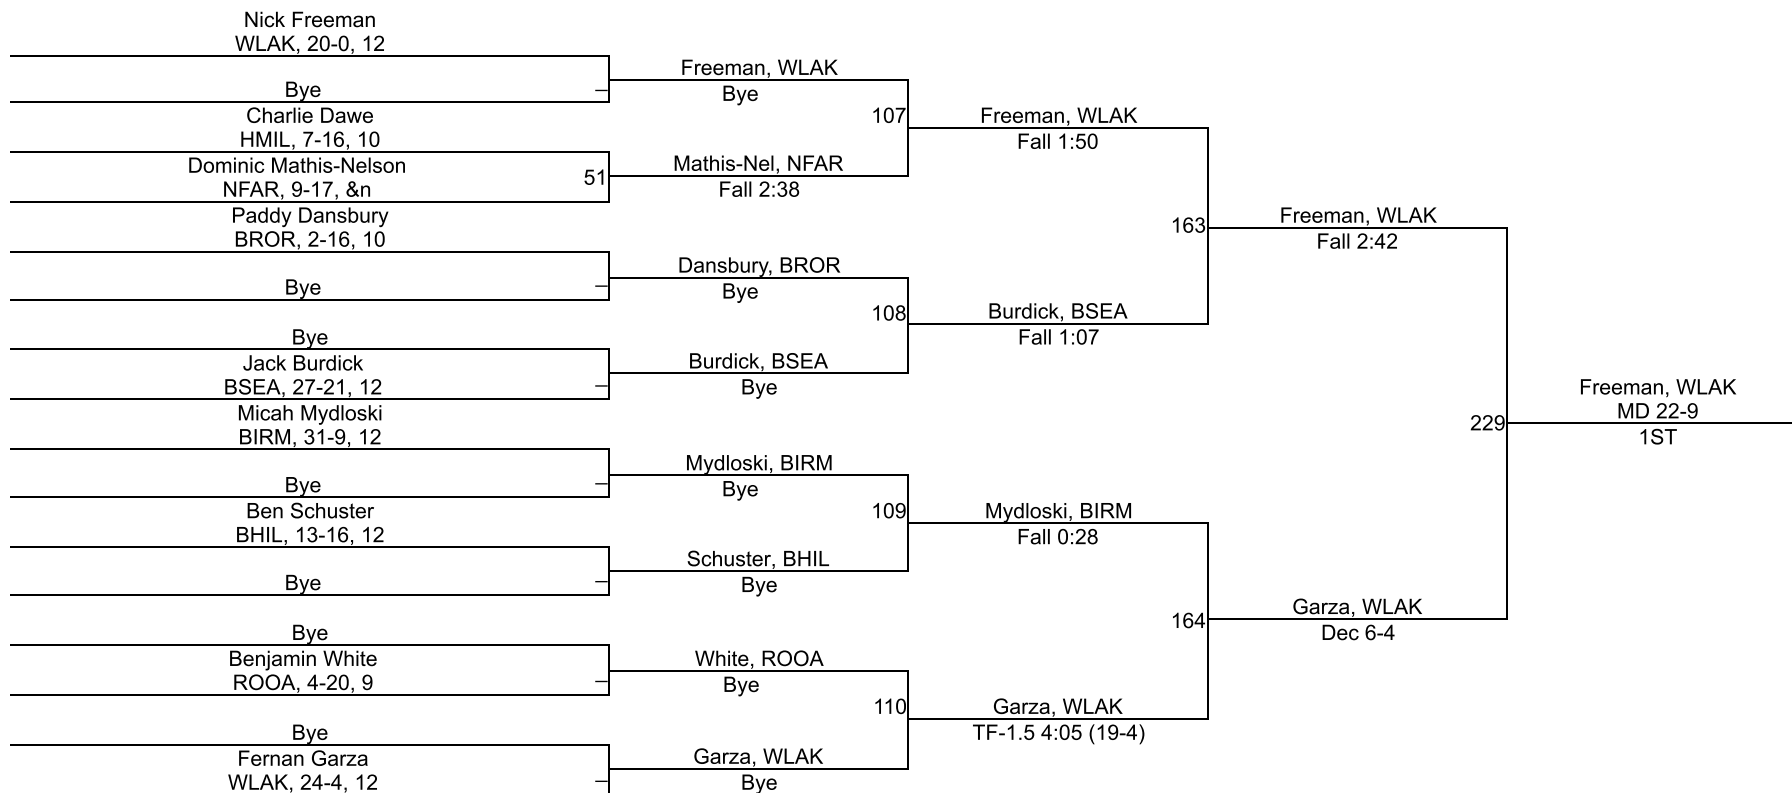 Nick Freeman
WLAK, 20-0, 12
Bye
Charlie Dawe
HMIL, 7-16, 10
Dominic Mathis-Nelson
NFAR, 9-17, &n
51
Paddy Dansbury
BROR, 2-16, 10
Bye
Bye
Jack Burdick
BSEA, 27-21, 12
Micah Mydloski
BIRM, 31-9, 12
Bye
Ben Schuster
BHIL, 13-16, 12
Bye
Bye
Benjamin White
ROOA, 4-20, 9
Bye
Fernan Garza
WLAK, 24-4, 12
Freeman, WLAK
Bye
107
Mathis-Nel, NFAR
Fall 2:38
Dansbury, BROR
Bye
108
Burdick, BSEA
Bye
Mydloski, BIRM
Bye
109
Schuster, BHIL
Bye
White, ROOA
Bye
110
Garza, WLAK
Bye
Freeman, WLAK
Fall 1:50
163
Burdick, BSEA
Fall 1:07
Mydloski, BIRM
Fall 0:28
164
Garza, WLAK
TF-1.5 4:05 (19-4)
Freeman, WLAK
Fall 2:42
229
Garza, WLAK
Dec 6-4
Freeman, WLAK
MD 22-9
1ST